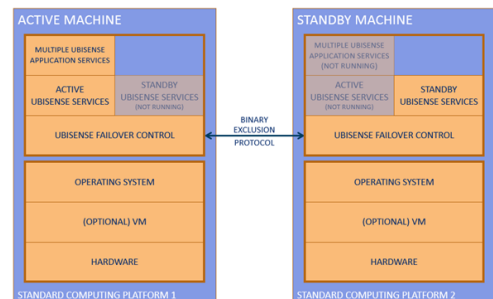 ACTIVE MACHINE
MULTIPLE UBISENSE
APPLICATION SERVICES
ACTIVE
UBISENSE SERVICES
STANDBY
UBISENSE SERVICES
(NOT RUNNING)
UBISENSE FAILOVER CONTROL
OPERATING SYSTEM
(OPTIONAL) VM
HARDWARE
STANDARD COMPUTING PLATFORM 1
BINARY
EXCLUSION
PROTOCOL
STANDBY MACHINE
MULTIPLE UBISENSE
APPLICATION SERVICES
(NOT RUNNING)
ACTIVE
UBISENSE SERVICES
(NOT RUNNING)
STANDBY
UBISENSE SERVICES
UBISENSE FAILOVER CONTROL
OPERATING SYSTEM
(OPTIONAL) VM
HARDWARE
STANDARD COMPUTING PLATFORM 2